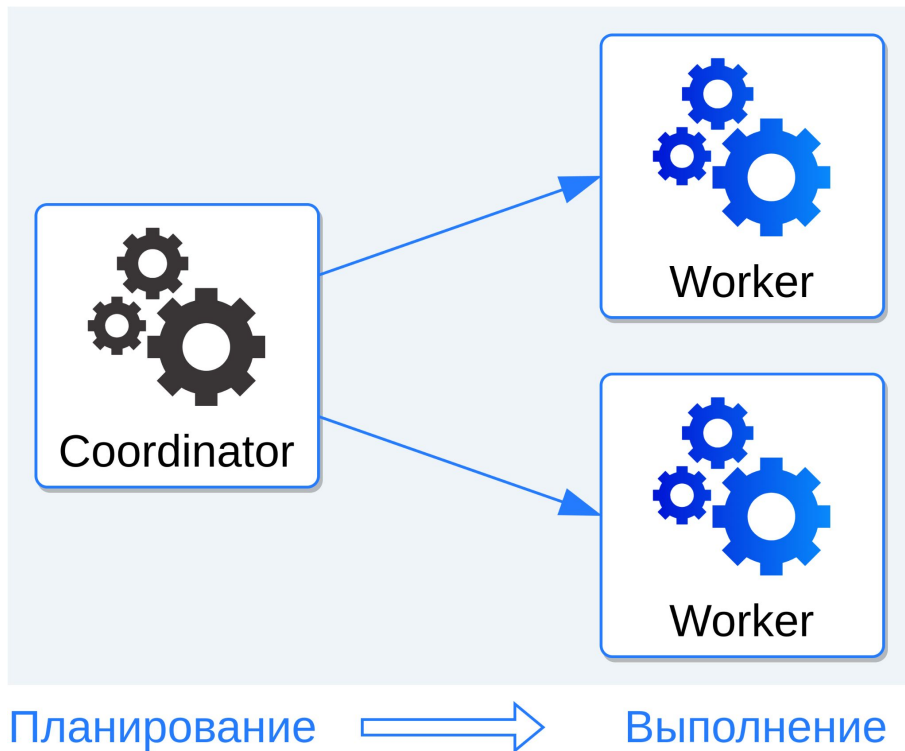 Worker
Coordinator
Worker
Планирование
Выполнение